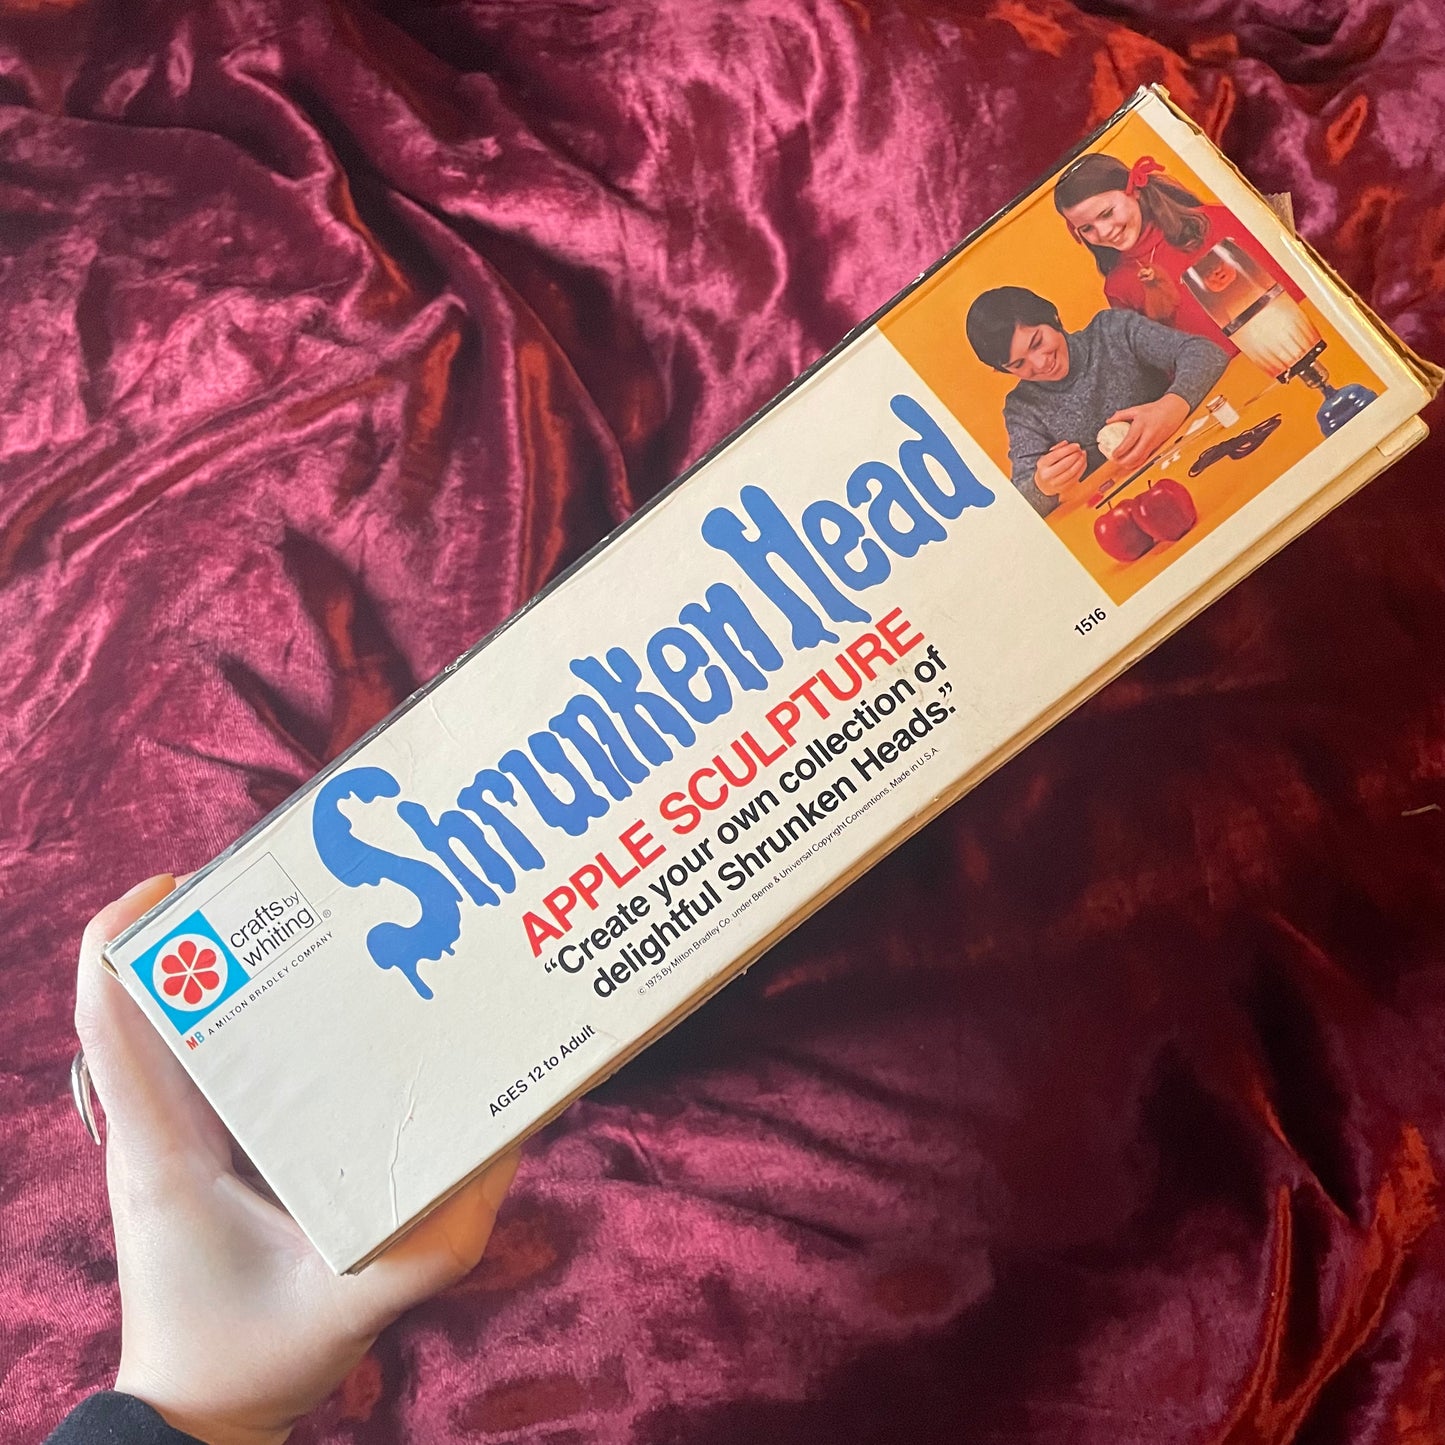 crafts by
whiting®
MB A MILTON BRADLEY COMPANY
Shrunken Head
APPLE SCULPTURE
“Create your own collection of
delightful Shrunken Heads.”
© 1975 By Milton Bradley Co. under Berne & Universal Copyright Conventions. Made in U.S.A.
AGES 12 to Adult
1516